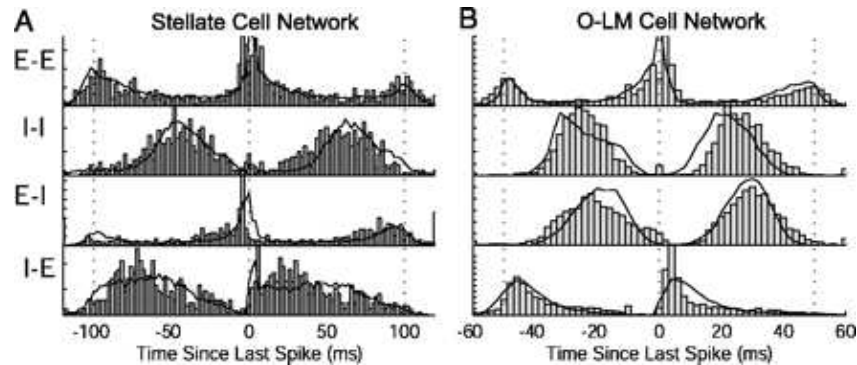 A Stellate Cell Network
B O-LM Cell Network
E-E
I-I
E-I
I-E
-100 -50 0 50 100
-60 -40 -20 0 20 40 60
Time Since Last Spike (ms)
Time Since Last Spike (ms)